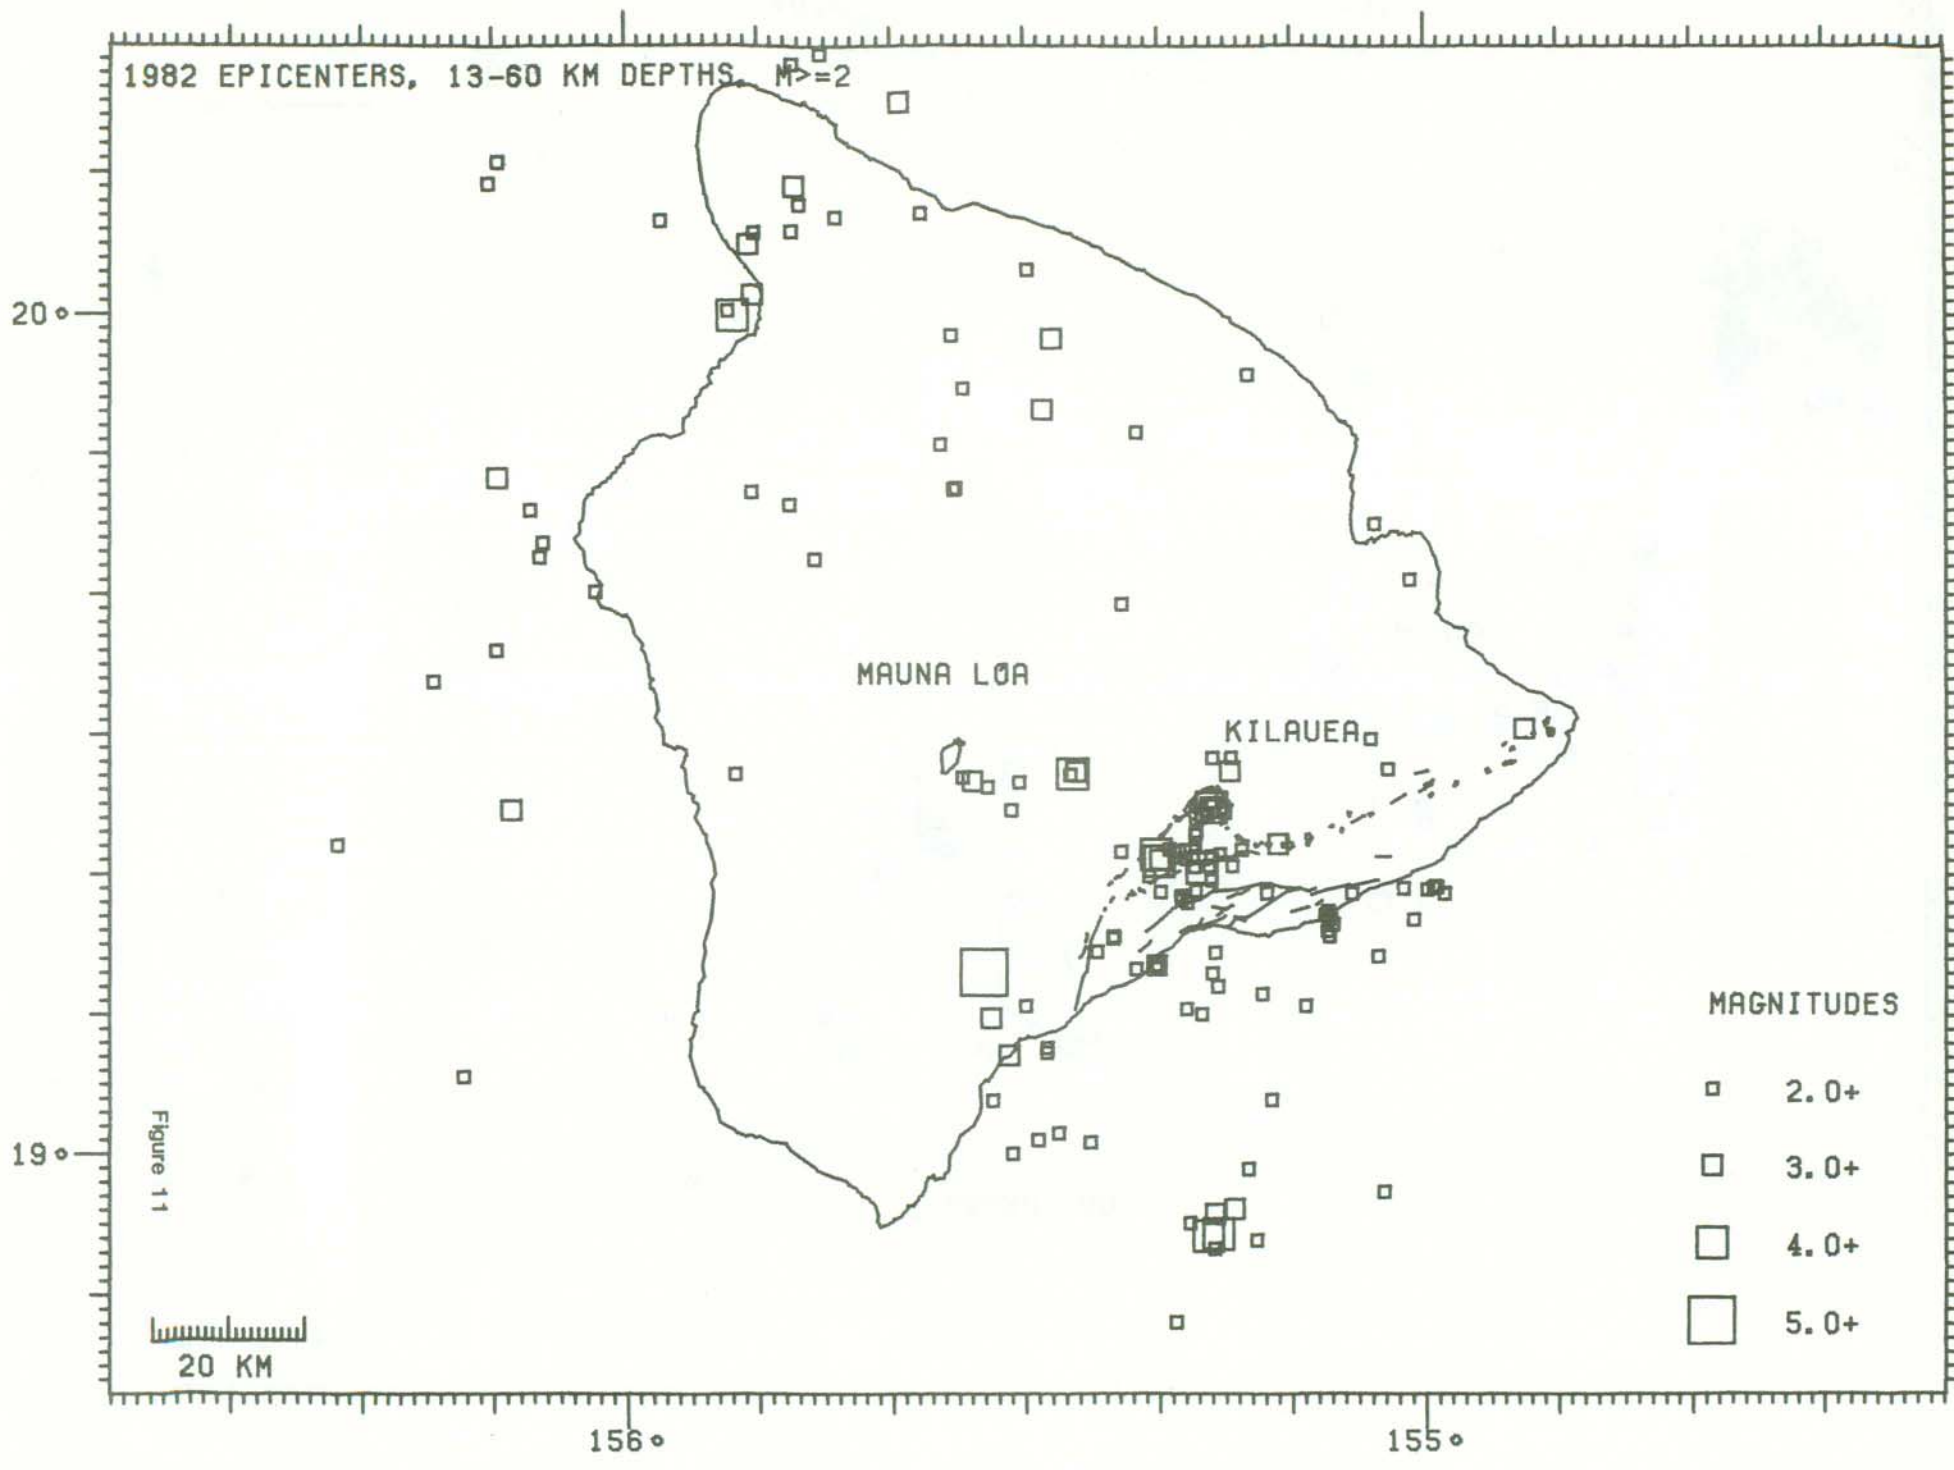 1982 EPICENTERS, 13-60 KM DEPTHS, M>=2
20°
MAUNA LOA
KILAUEA
MAGNITUDES
2.0+
3.0+
4.0+
5.0+
Figure 11
19°
20 KM
156°
155°